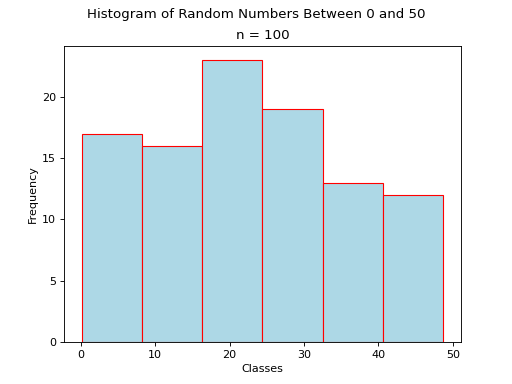 Histogram of Random Numbers Between 0 and 50
n = 100
20
15
10
5
0
Frequency
0 10 20 30 40 50
Classes